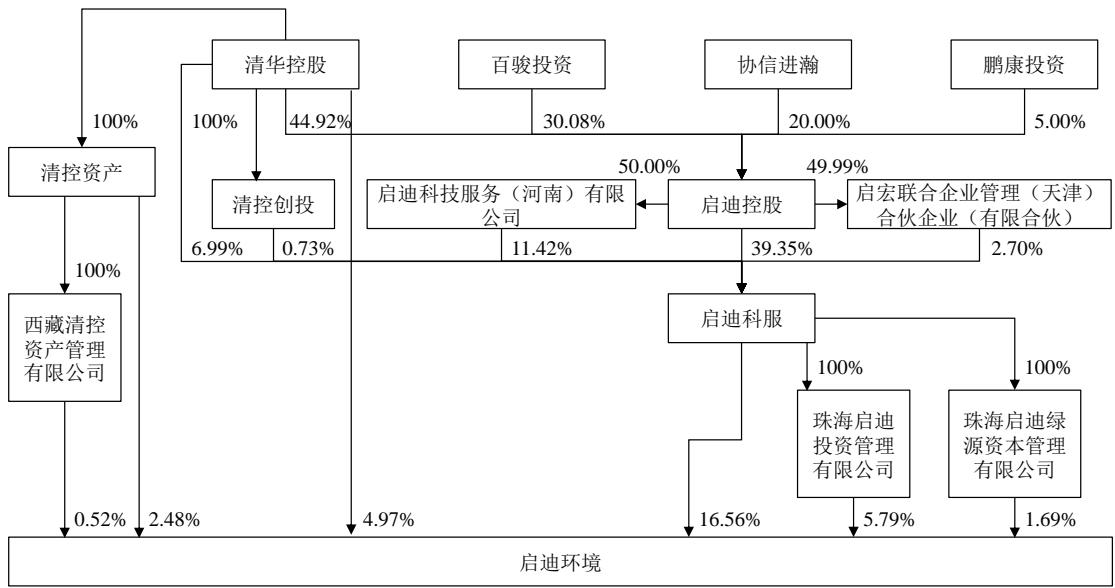 清华控股
百骏投资
协信进瀚
鹏康投资
100%
100%
44.92%
30.08%
20.00%
5.00%
清控资产
50.00%
49.99%
清控创投
启迪科技服务（河南）有限
公司
启迪控股
启宏联合企业管理（天津）
合伙企业（有限合伙）
6.99%
0.73%
11.42%
39.35%
2.70%
100%
西藏清控
资产管理
有限公司
启迪科服
100%
100%
珠海启迪
投资管理
有限公司
珠海启迪绿
源资本管理
有限公司
0.52%
2.48%
4.97%
16.56%
5.79%
1.69%
启迪环境